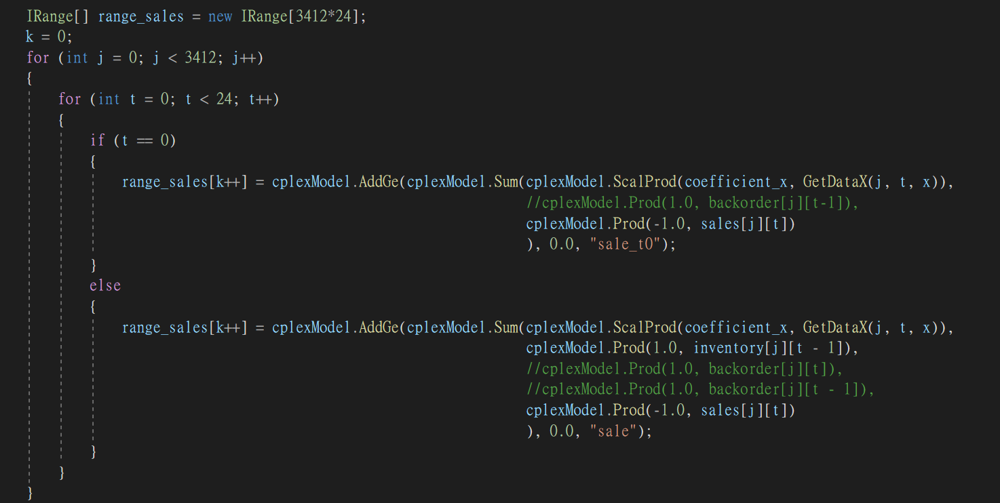 IRange[] range_sales = new IRange[3412*24];
k = 0;
for (int j = 0; j < 3412; j++)
{
for (int t = 0; t < 24; t++)
{
if (t == 0)
{
range_sales[k++] = cplexModel.AddGe(cplexModel.Sum(cplexModel.ScalProd(coefficient_x, GetDataX(j, t, x)),
//cplexModel.Prod(1.0, backorder[j][t-1]),
cplexModel.Prod(-1.0, sales[j][t])
), 0.0, "sale_t0");
}
else
{
range_sales[k++] = cplexModel.AddGe(cplexModel.Sum(cplexModel.ScalProd(coefficient_x, GetDataX(j, t, x)),
cplexModel.Prod(1.0, inventory[j][t - 1]),
//cplexModel.Prod(1.0, backorder[j][t]),
//cplexModel.Prod(1.0, backorder[j][t - 1]),
cplexModel.Prod(-1.0, sales[j][t])
), 0.0, "sale");
}
}
}